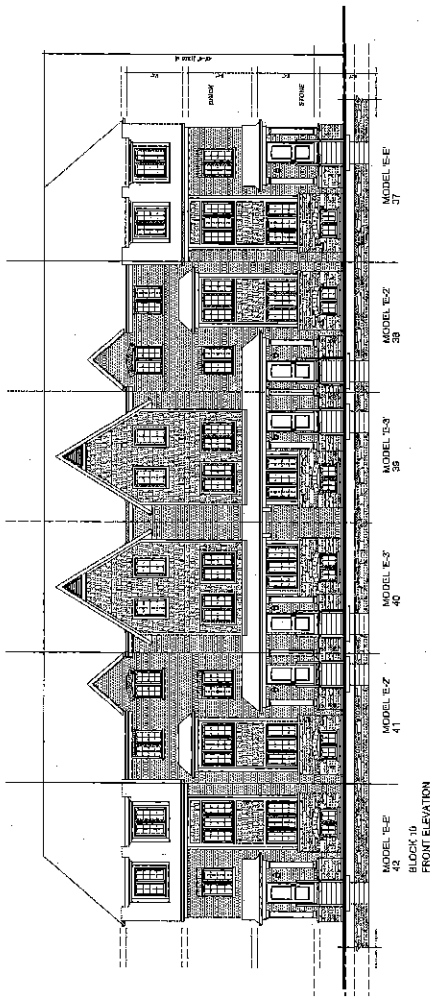 BRICK
STONE
MODEL 'E-E'
42
MODEL 'E-2'
41
MODEL 'E-3'
40
MODEL 'E-3'
39
MODEL 'E-2'
38
MODEL 'E-E'
37
BLOCK 10
FRONT ELEVATION